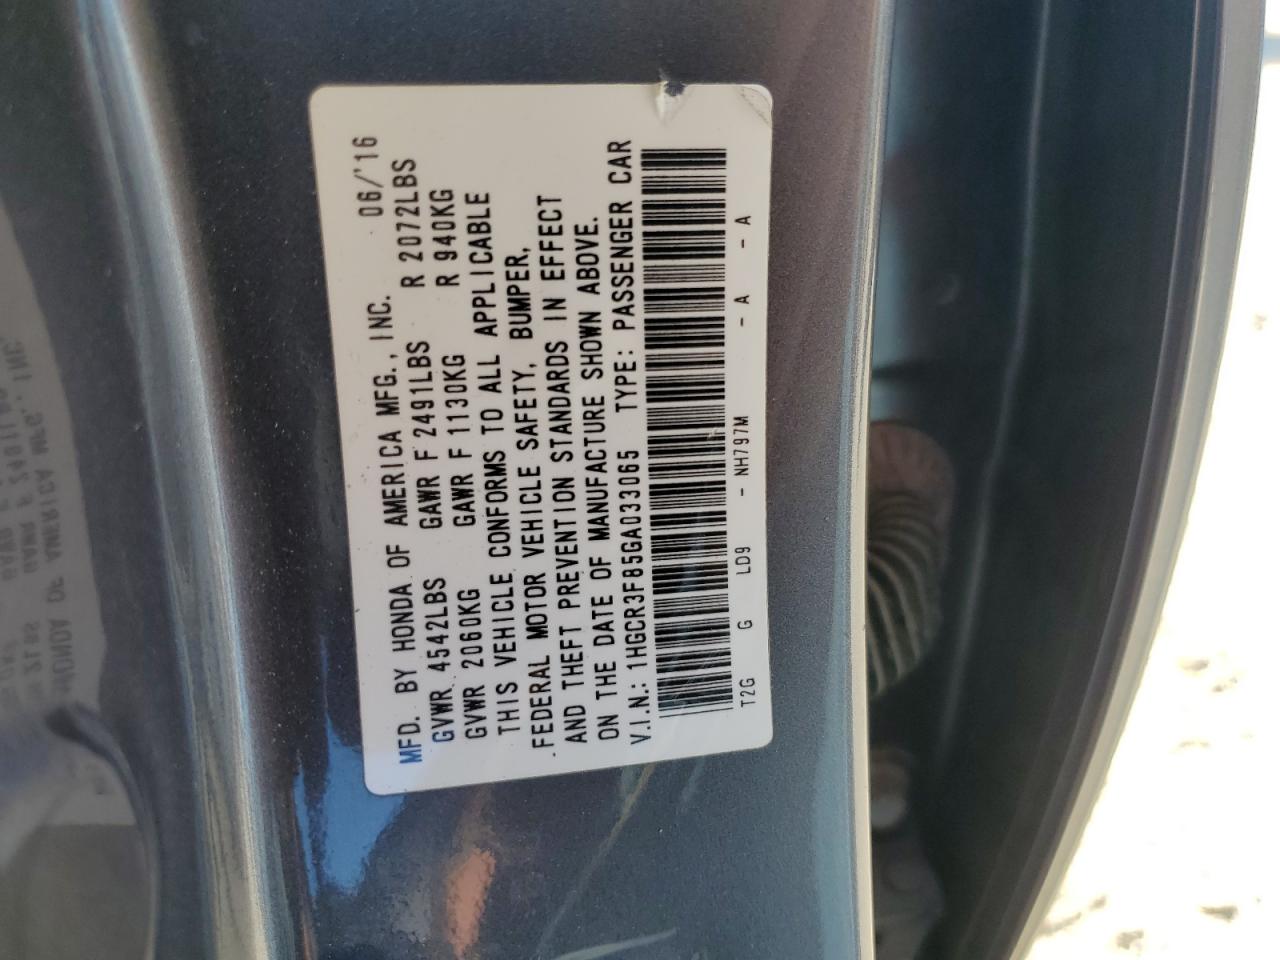 MFD. BY HONDA OF AMERICA MFG., INC. 06/'16
GVWR 4542LBS GAWR F 2491LBS R 2072LBS
GVWR 2060KG GAWR F 1130KG R 940KG
THIS VEHICLE CONFORMS TO ALL APPLICABLE
FEDERAL MOTOR VEHICLE SAFETY, BUMPER,
AND THEFT PREVENTION STANDARDS IN EFFECT
ON THE DATE OF MANUFACTURE SHOWN ABOVE.
V.I.N.: 1HGCR3F85GA033065 TYPE: PASSENGER CAR
T2G G LD9 - NH797M - A - A